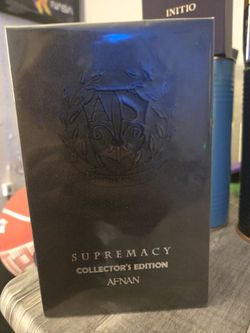 INITIO
SUPREMACY
COLLECTOR'S EDITION
AFNAN